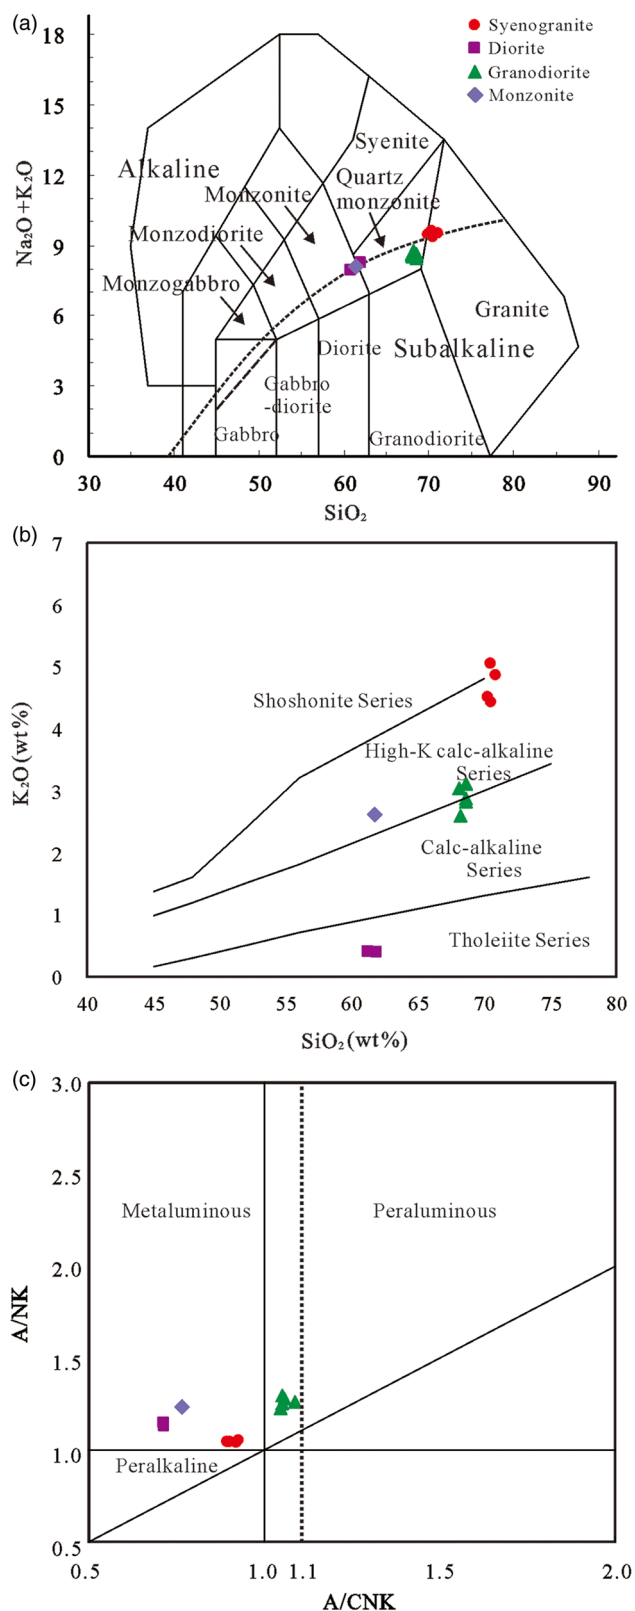 (a)
Syenogranite
Diorite
Granodiorite
Monzonite
18
15
12
9
6
3
0
Na₂O+K₂O
Alkaline
Syenite
Monzonite
Quartz
monzonite
Monzodiorite
Monzogabbro
Granite
Diorite
Subalkaline
Gabbro
-diorite
Gabbro
Granodiorite
30 40 50 60 70 80 90
SiO₂
(b)
7
6
5
4
3
2
1
0
K₂O(wt%)
Shoshonite Series
High-K calc-alkaline
Series
Calc-alkaline
Series
Tholeiite Series
40 45 50 55 60 65 70 75 80
SiO₂(wt%)
(c)
3.0
2.5
2.0
1.5
1.0
0.5
A/NK
Metaluminous
Peraluminous
Peralkaline
0.5 1.0 1.1 1.5 2.0
A/CNK